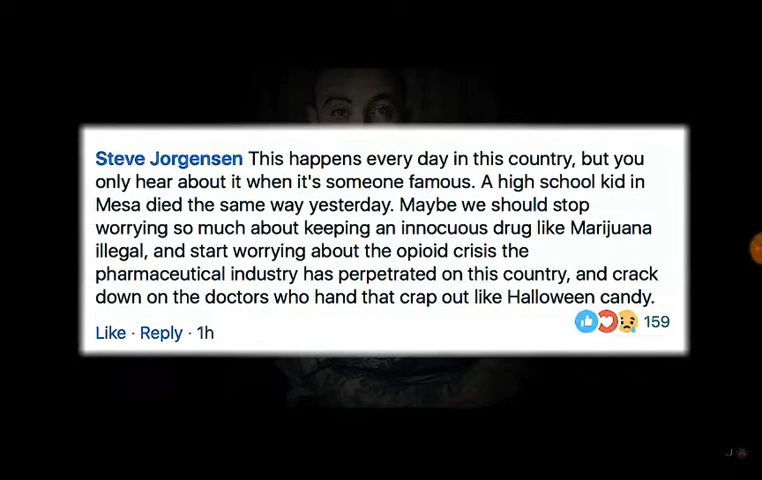 Steve Jorgensen This happens every day in this country, but you
only hear about it when it's someone famous. A high school kid in
Mesa died the same way yesterday. Maybe we should stop
worrying so much about keeping an innocuous drug like Marijuana
illegal, and start worrying about the opioid crisis the
pharmaceutical industry has perpetrated on this country, and crack
down on the doctors who hand that crap out like Halloween candy.
159
Like · Reply · 1h